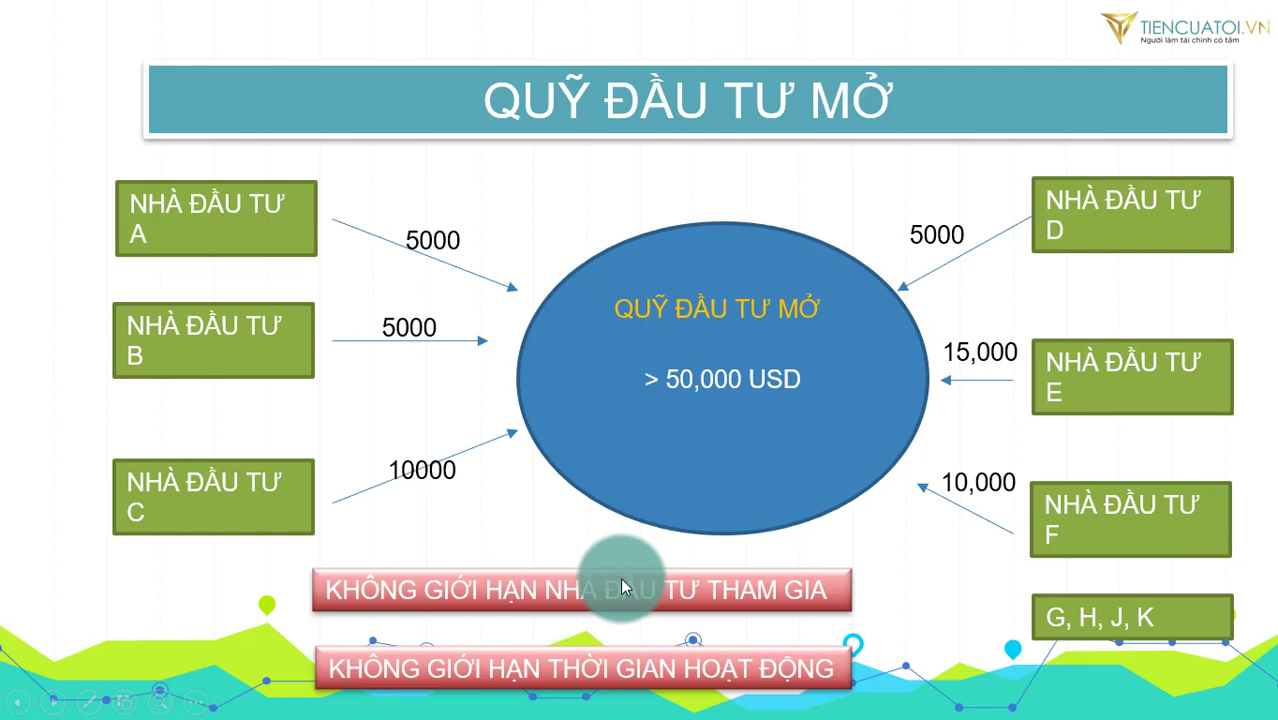 TIENCUATOI.VN
Người làm tài chính có tâm
QUỸ ĐẦU TƯ MỞ
NHÀ ĐẦU TƯ
A
5000
NHÀ ĐẦU TƯ
B
5000
NHÀ ĐẦU TƯ
C
10000
QUỸ ĐẦU TƯ MỞ
> 50,000 USD
5000
NHÀ ĐẦU TƯ
D
15,000
NHÀ ĐẦU TƯ
E
10,000
NHÀ ĐẦU TƯ
F
G, H, J, K
KHÔNG GIỚI HẠN NHÀ ĐẦU TƯ THAM GIA
KHÔNG GIỚI HẠN THỜI GIAN HOẠT ĐỘNG